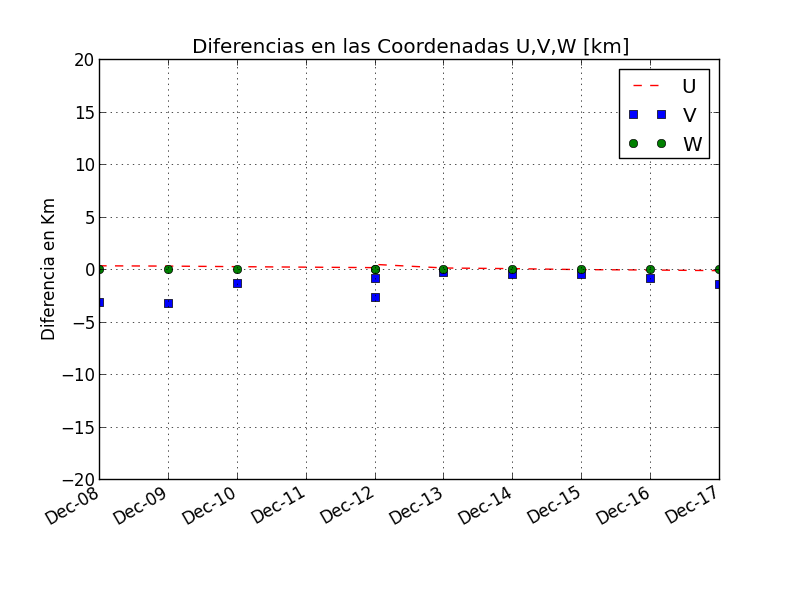 Diferencias en las Coordenadas U,V,W [km]
U
V
W
Diferencia en Km
20
15
10
5
0
−5
−10
−15
−20
Dec-08
Dec-09
Dec-10
Dec-11
Dec-12
Dec-13
Dec-14
Dec-15
Dec-16
Dec-17